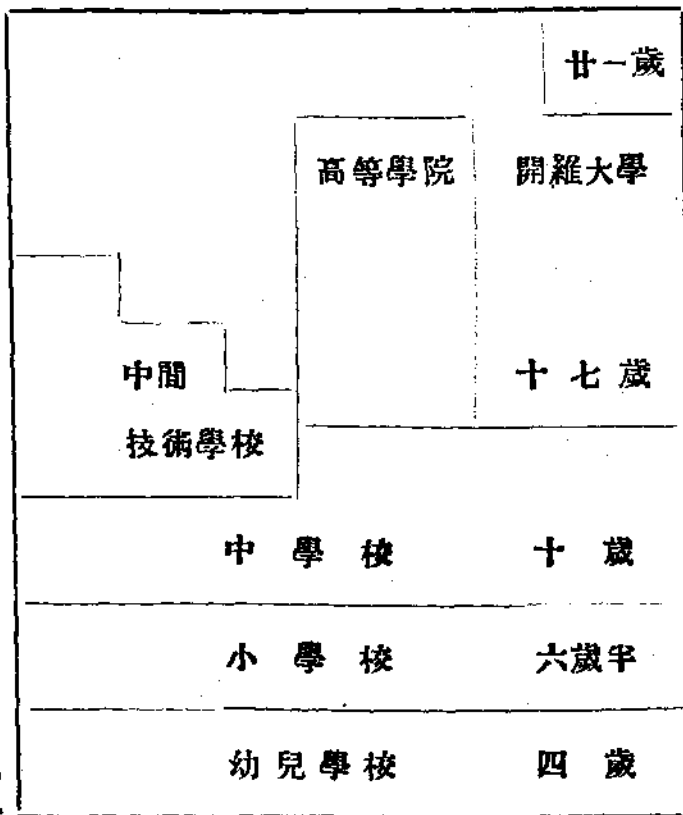 廿一歲
高等學院 開羅大學
中間 十七歲
技術學校
中學校 十歲
小學校 六歲半
幼兒學校 四歲